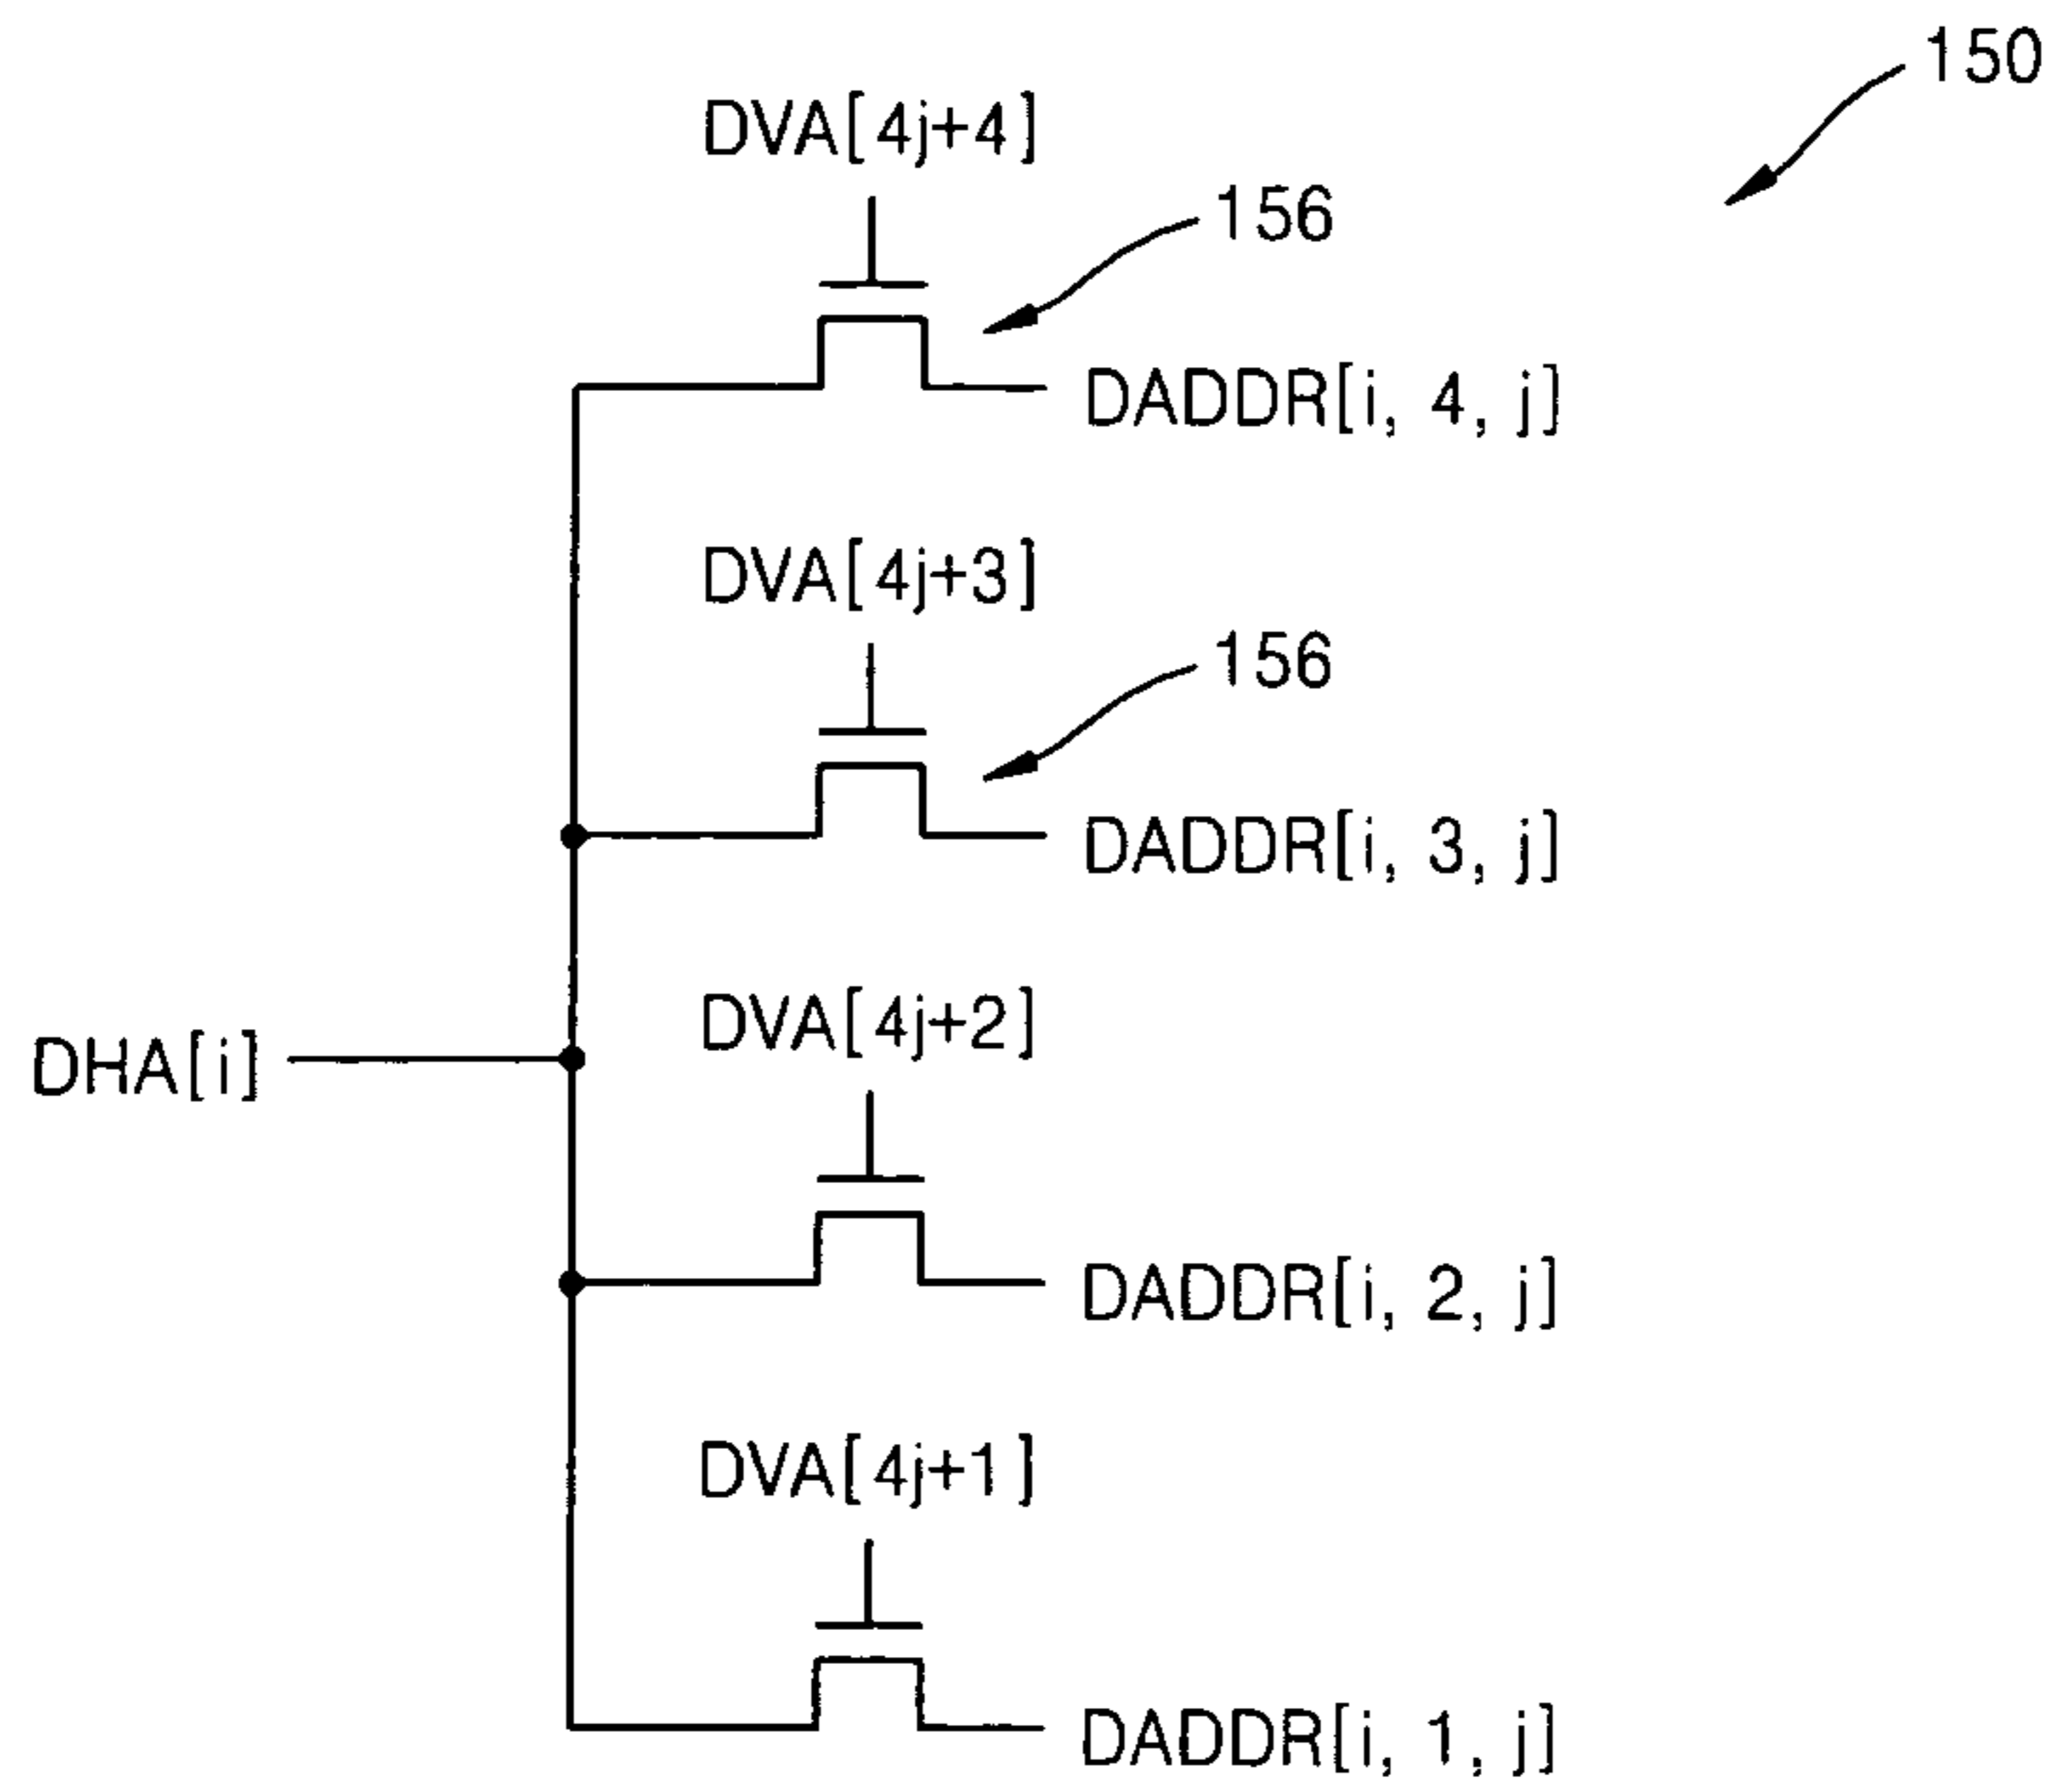 150
DVA[4j+4]
156
DADDR[i, 4, j]
DVA[4j+3]
156
DADDR[i, 3, j]
DVA[4j+2]
DHA[i]
DADDR[i, 2, j]
DVA[4j+1]
DADDR[i, 1, j]